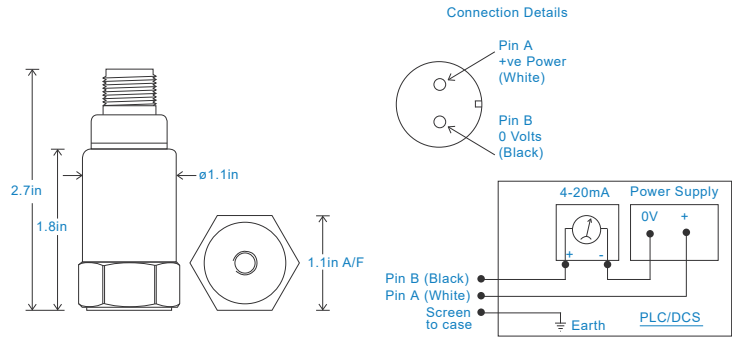 Connection Details
Pin A
+ve Power
(White)
Pin B
0 Volts
(Black)
2.7in
1.8in
ø1.1in
1.1in A/F
4-20mA
Power Supply
0V
+
+
-
Pin B (Black)
Pin A (White)
Screen
to case
Earth
PLC/DCS